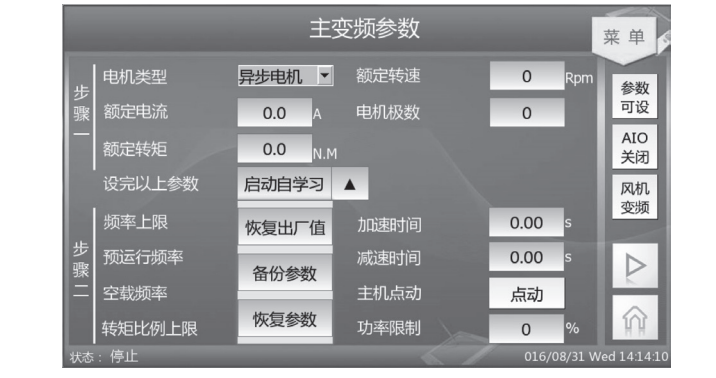 主变频参数
菜 单
步骤一
电机类型 异步电机 额定转速 0 Rpm
额定电流 0.0 A 电机极数 0
额定转矩 0.0 N.M
设完以上参数 启动自学习 ▲
步骤二
频率上限 恢复出厂值 加速时间 0.00 s
预运行频率 备份参数 减速时间 0.00 s
空载频率 主机点动 点动
转矩比例上限 恢复参数 功率限制 0 %
参数
可设
AIO
关闭
风机
变频
状态：停止 016/08/31 Wed 14:14:10